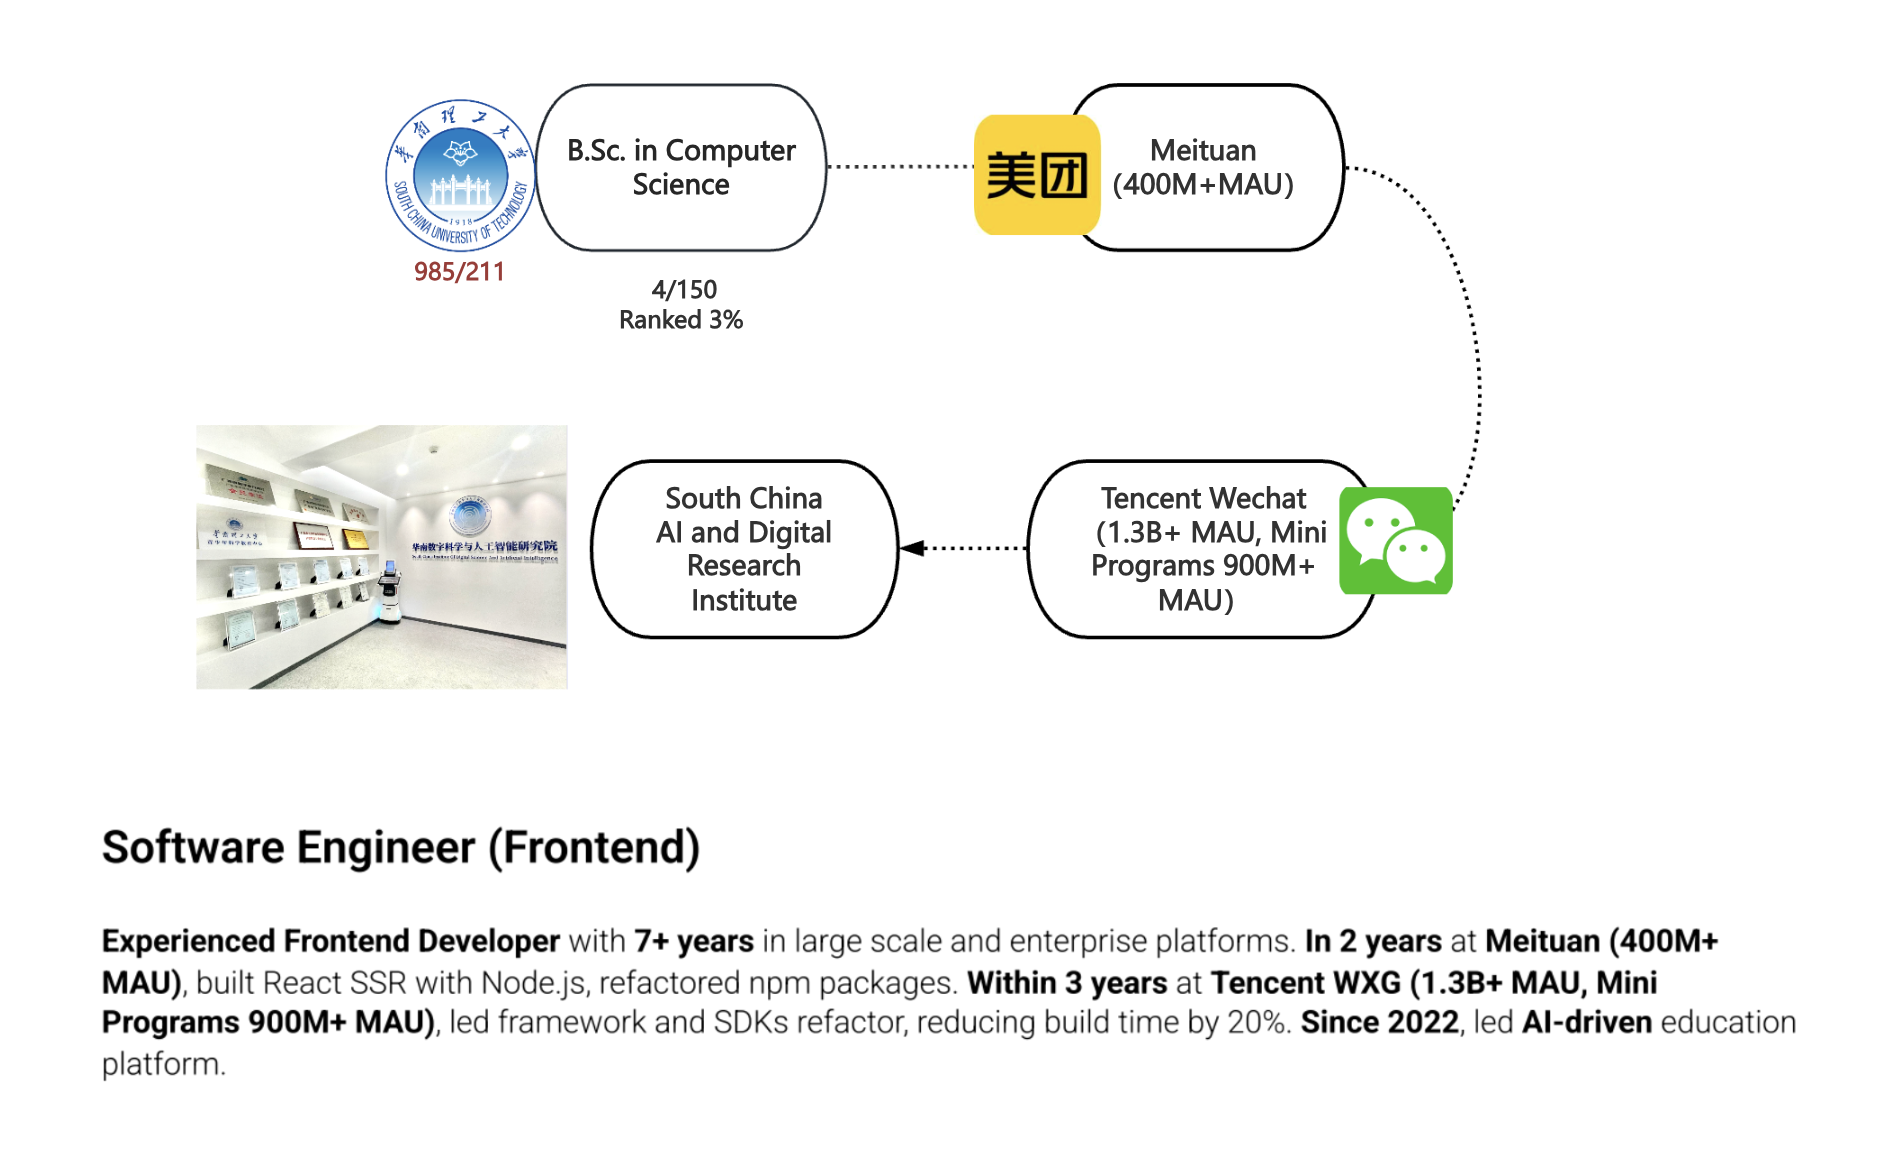 华南理工大学
SOUTH CHINA UNIVERSITY OF TECHNOLOGY
1918
985/211
B.Sc. in Computer
Science
4/150
Ranked 3%
美团
Meituan
(400M+MAU)
Tencent Wechat
(1.3B+ MAU, Mini
Programs 900M+
MAU)
South China
AI and Digital
Research
Institute
华南数字科学与人工智能研究院
华南理工大学
Software Engineer (Frontend)
Experienced Frontend Developer with 7+ years in large scale and enterprise platforms. In 2 years at Meituan (400M+
MAU), built React SSR with Node.js, refactored npm packages. Within 3 years at Tencent WXG (1.3B+ MAU, Mini
Programs 900M+ MAU), led framework and SDKs refactor, reducing build time by 20%. Since 2022, led AI-driven education
platform.